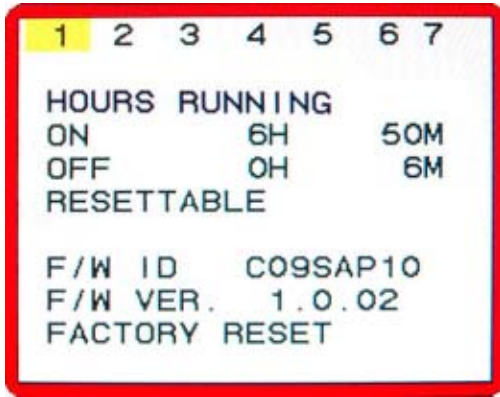 1 2 3 4 5 6 7
HOURS RUNNING
ON 6H 50M
OFF 0H 6M
RESETTABLE
F/W ID C09SAP10
F/W VER. 1.0.02
FACTORY RESET